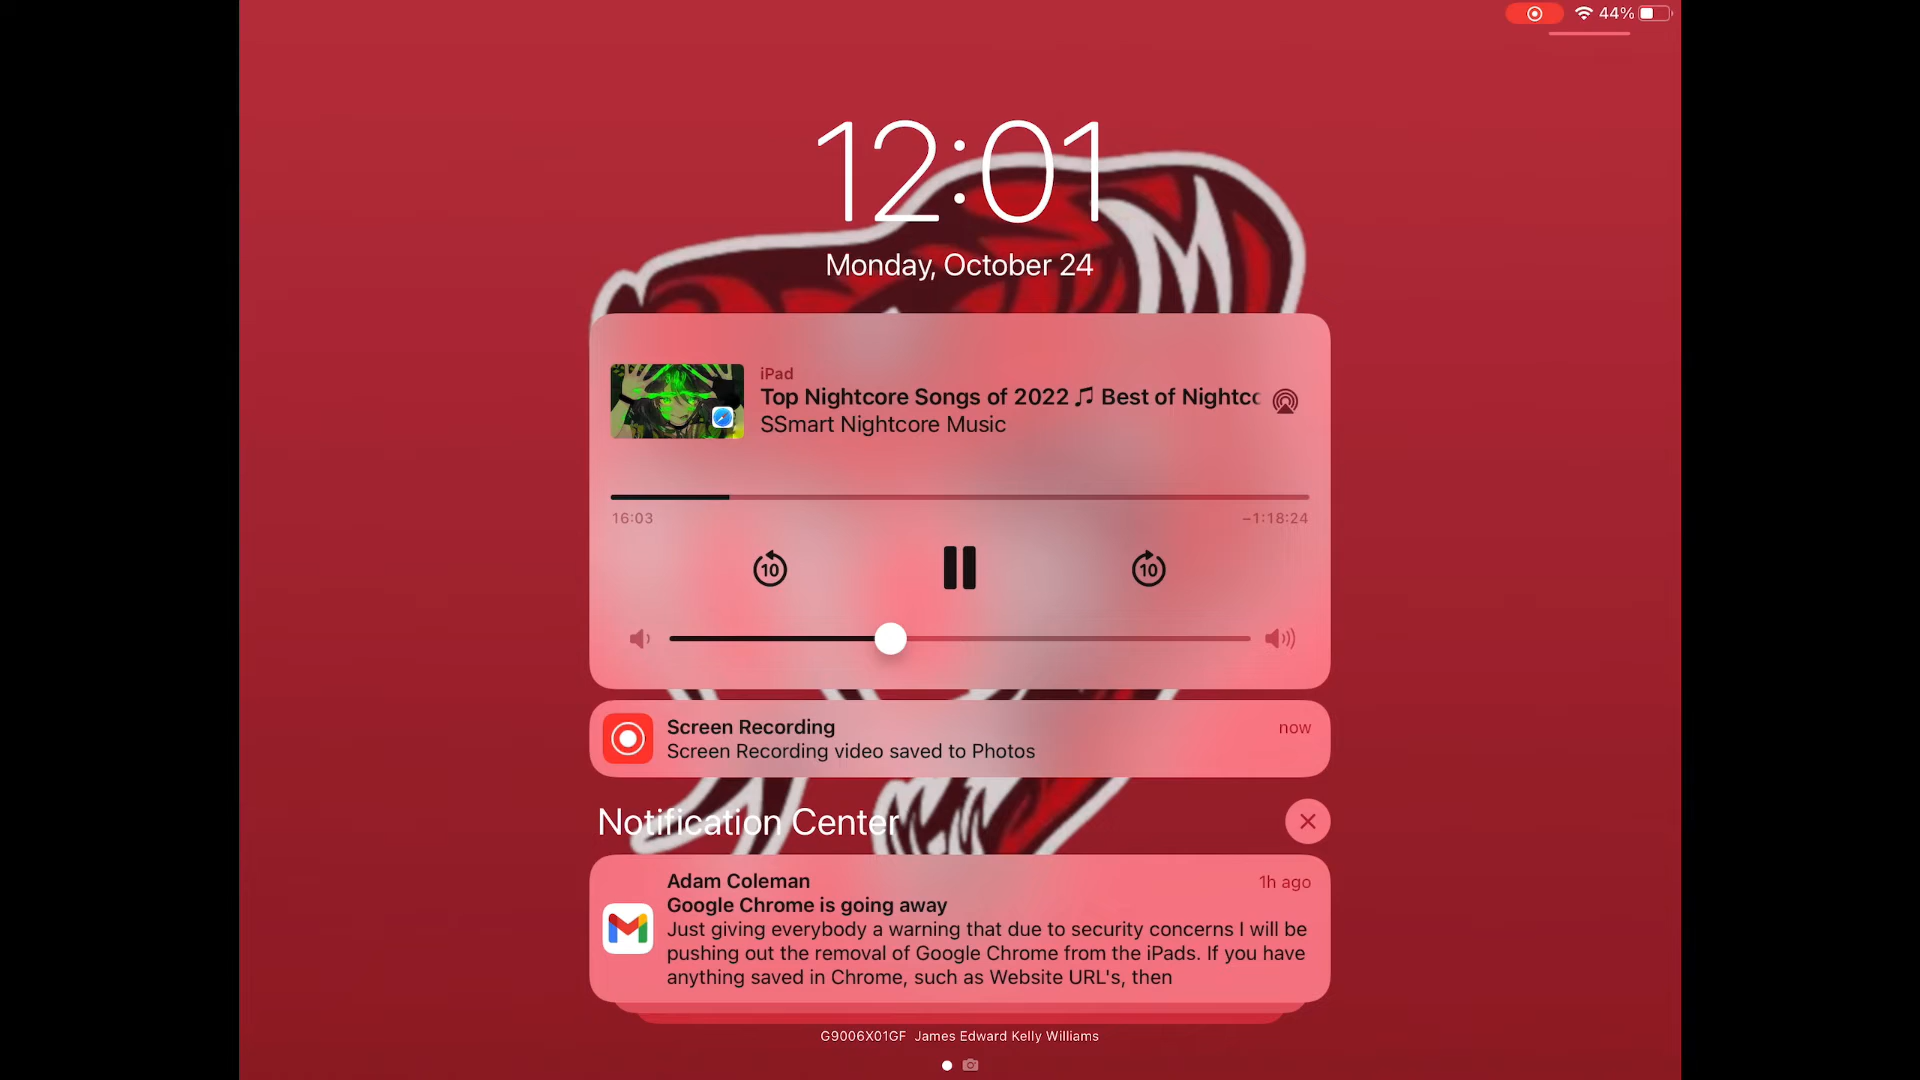 44%
12:01
Monday, October 24
iPad
Top Nightcore Songs of 2022 🎵 Best of Nightcc
SSmart Nightcore Music
16:03
−1:18:24
10
10
Screen Recording
now
Screen Recording video saved to Photos
Notification Center
Adam Coleman
1h ago
Google Chrome is going away
Just giving everybody a warning that due to security concerns I will be
pushing out the removal of Google Chrome from the iPads. If you have
anything saved in Chrome, such as Website URL's, then
G9006X01GF James Edward Kelly Williams